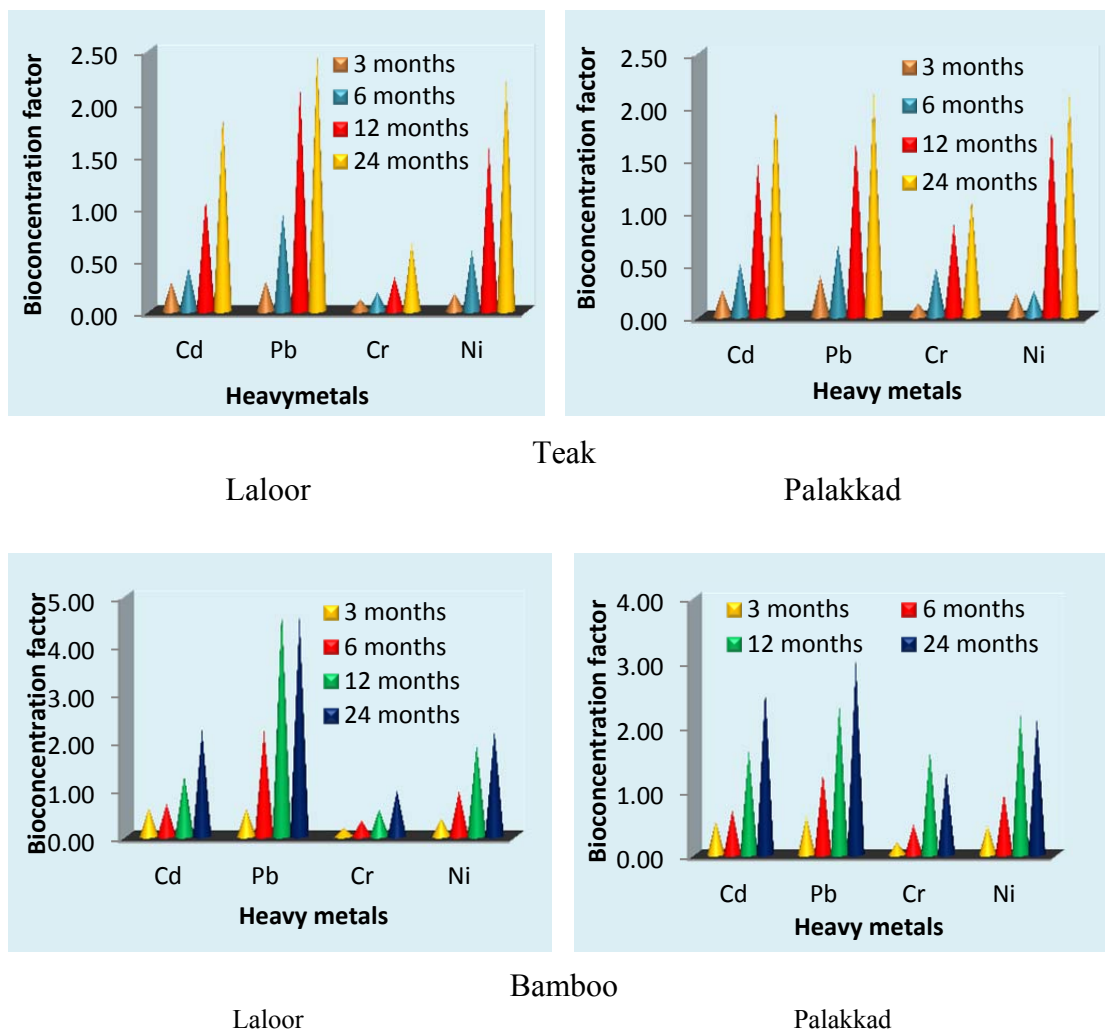 Bioconcentration factor
2.50
2.00
1.50
1.00
0.50
0.00
3 months
6 months
12 months
24 months
Cd Pb Cr Ni
Heavymetals
Bioconcentration factor
2.50
2.00
1.50
1.00
0.50
0.00
3 months
6 months
12 months
24 months
Cd Pb Cr Ni
Heavy metals
Teak
Laloor Palakkad
Bioconcentration factor
5.00
4.00
3.00
2.00
1.00
0.00
3 months
6 months
12 months
24 months
Cd Pb Cr Ni
Heavy metals
Bioconcentration factor
4.00
3.00
2.00
1.00
0.00
3 months 6 months
12 months 24 months
Cd Pb Cr Ni
Heavy metals
Bamboo
Laloor Palakkad